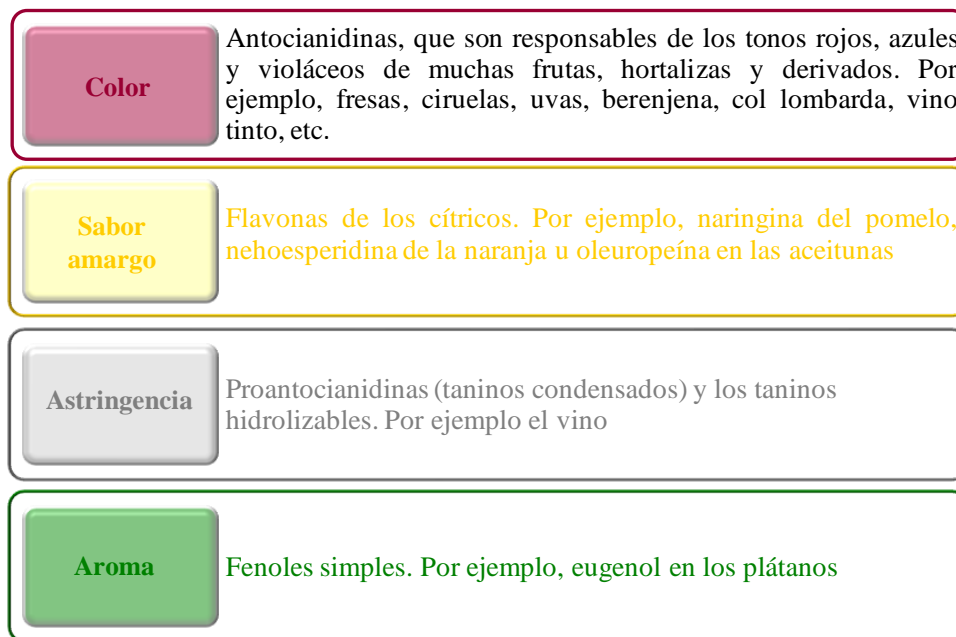 Color
Antocianidinas, que son responsables de los tonos rojos, azules
y violáceos de muchas frutas, hortalizas y derivados. Por
ejemplo, fresas, ciruelas, uvas, berenjena, col lombarda, vino
tinto, etc.
Sabor
amargo
Flavonas de los cítricos. Por ejemplo, naringina del pomelo,
nehoesperidina de la naranja u oleuropeína en las aceitunas
Astringencia
Proantocianidinas (taninos condensados) y los taninos
hidrolizables. Por ejemplo el vino
Aroma
Fenoles simples. Por ejemplo, eugenol en los plátanos